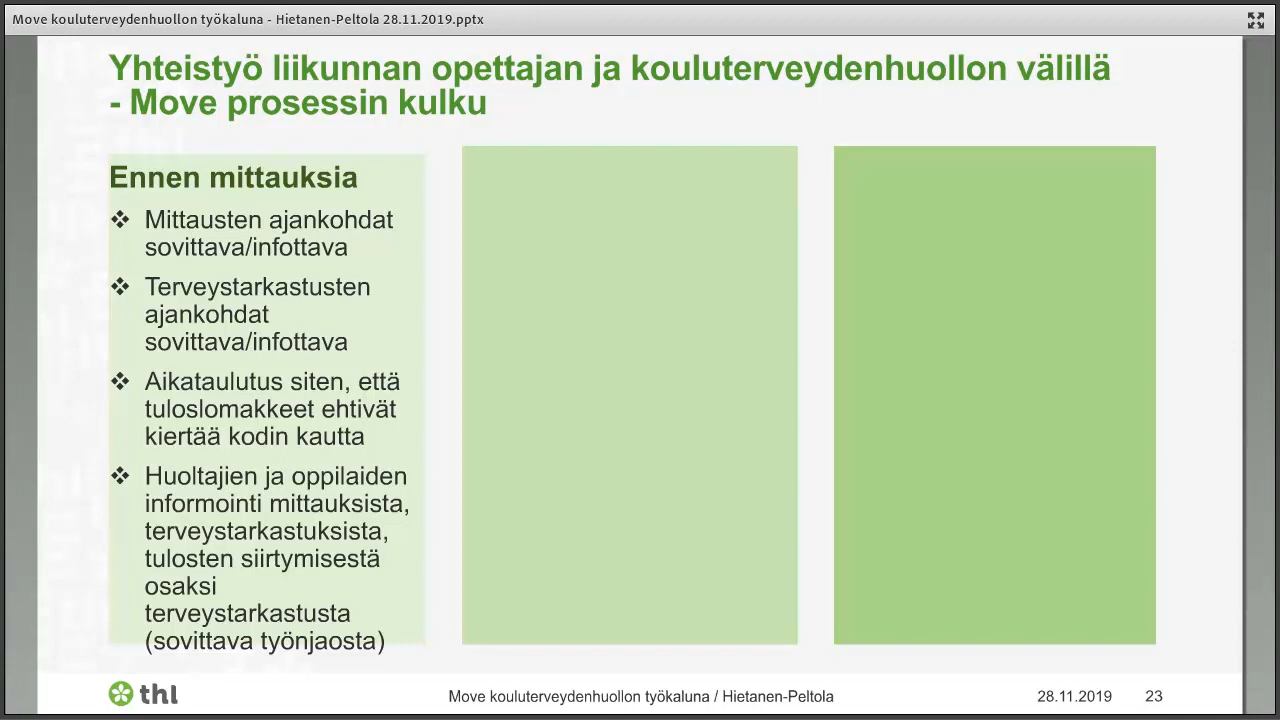 Move kouluterveydenhuollon työkaluna - Hietanen-Peltola 28.11.2019.pptx
Yhteistyö liikunnan opettajan ja kouluterveydenhuollon välillä
- Move prosessin kulku
Ennen mittauksia
❖ Mittausten ajankohdat
sovittava/infottava
❖ Terveystarkastusten
ajankohdat
sovittava/infottava
❖ Aikataulutus siten, että
tuloslomakkeet ehtivät
kiertää kodin kautta
❖ Huoltajien ja oppilaiden
informointi mittauksista,
terveystarkastuksista,
tulosten siirtymisestä
osaksi
terveystarkastusta
(sovittava työnjaosta)
thl
Move kouluterveydenhuollon työkaluna / Hietanen-Peltola
28.11.2019
23